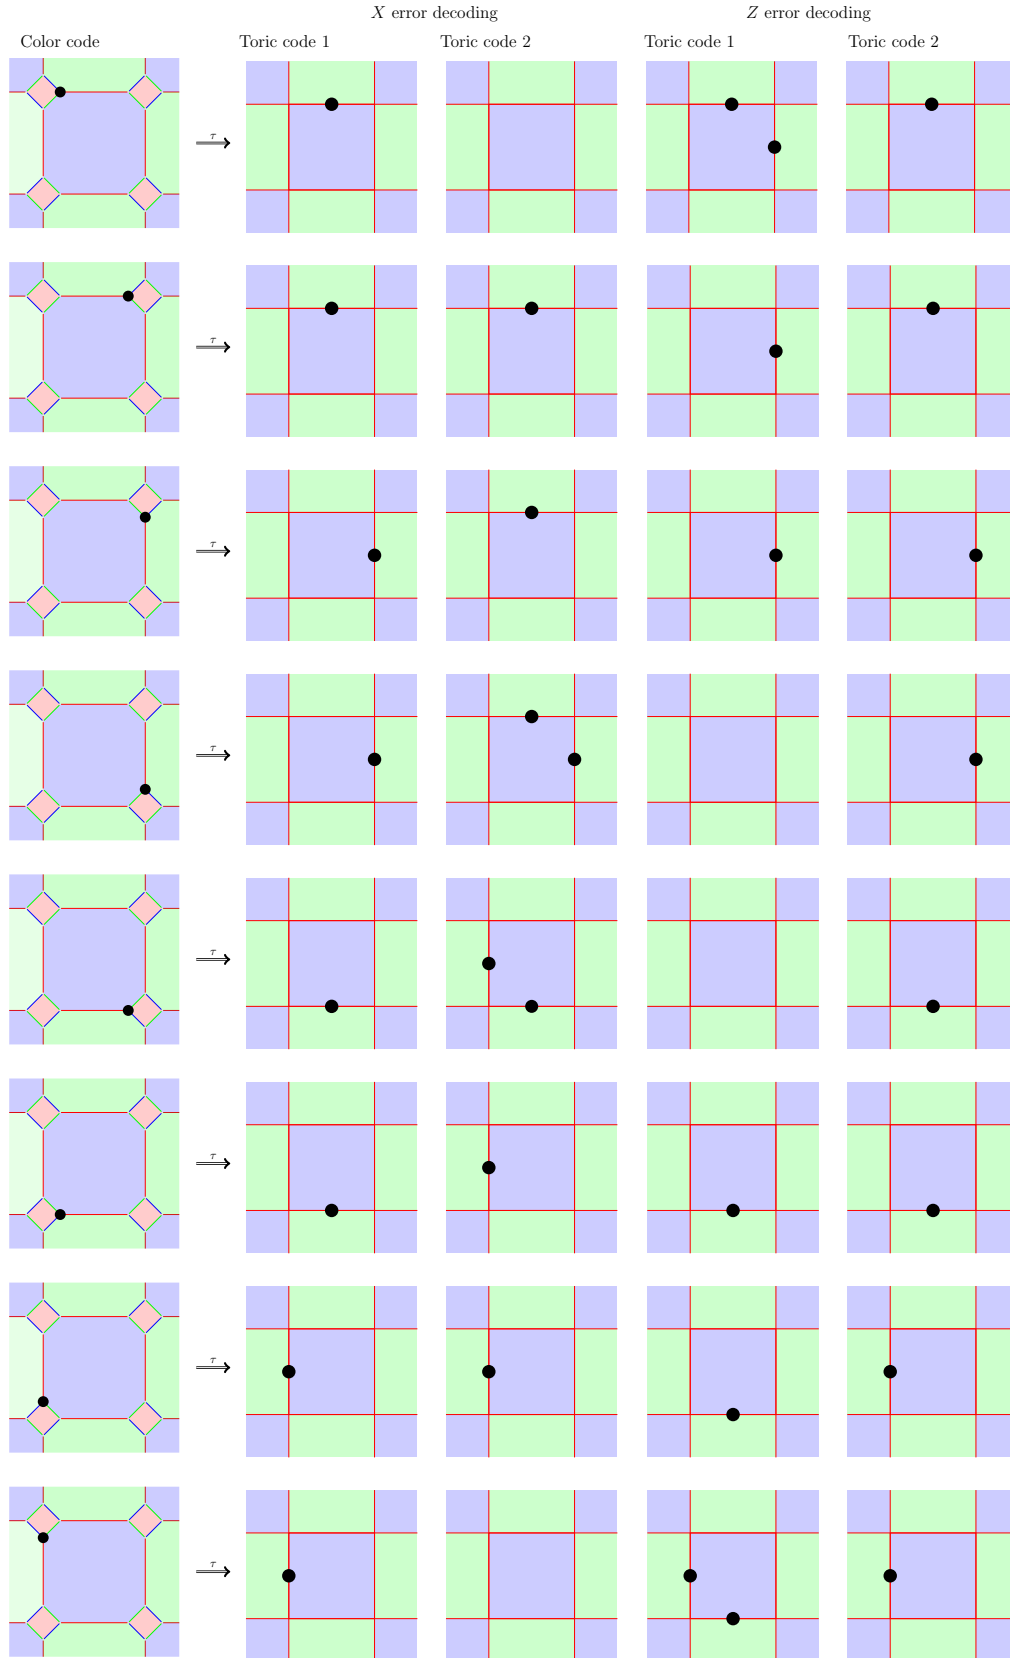 X error decoding Z error decoding
Color code Toric code 1 Toric code 2 Toric code 1 Toric code 2
τ
τ
τ
τ
τ
τ
τ
τ